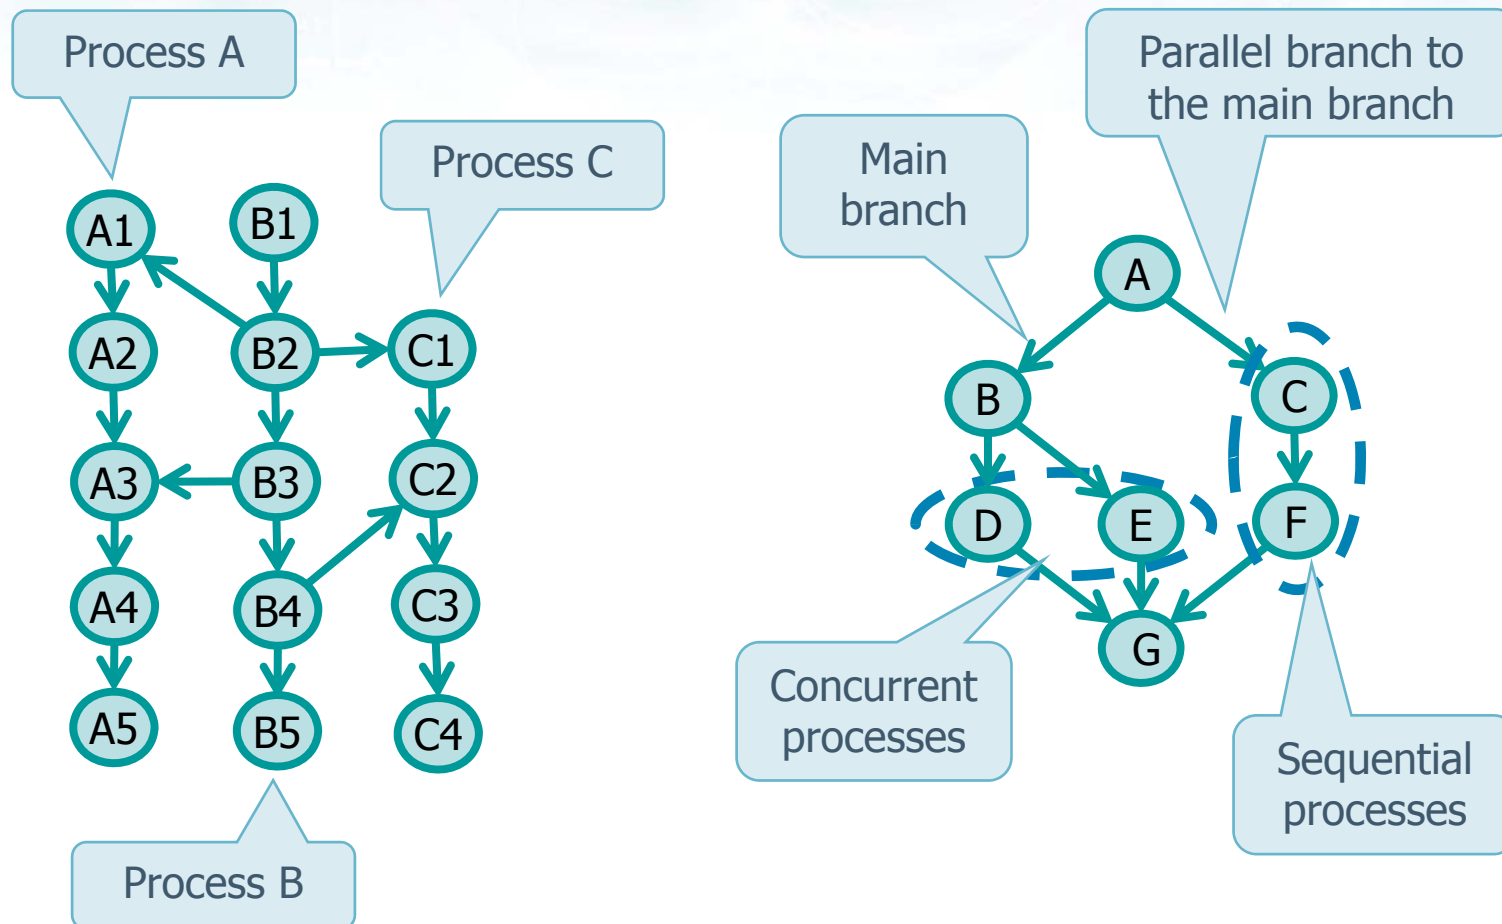 Process A
Process C
A1
B1
A2
B2
C1
A3
B3
C2
A4
B4
C3
A5
B5
C4
Process B
Parallel branch to
the main branch
Main
branch
A
B
C
D
E
F
G
Concurrent
processes
Sequential
processes